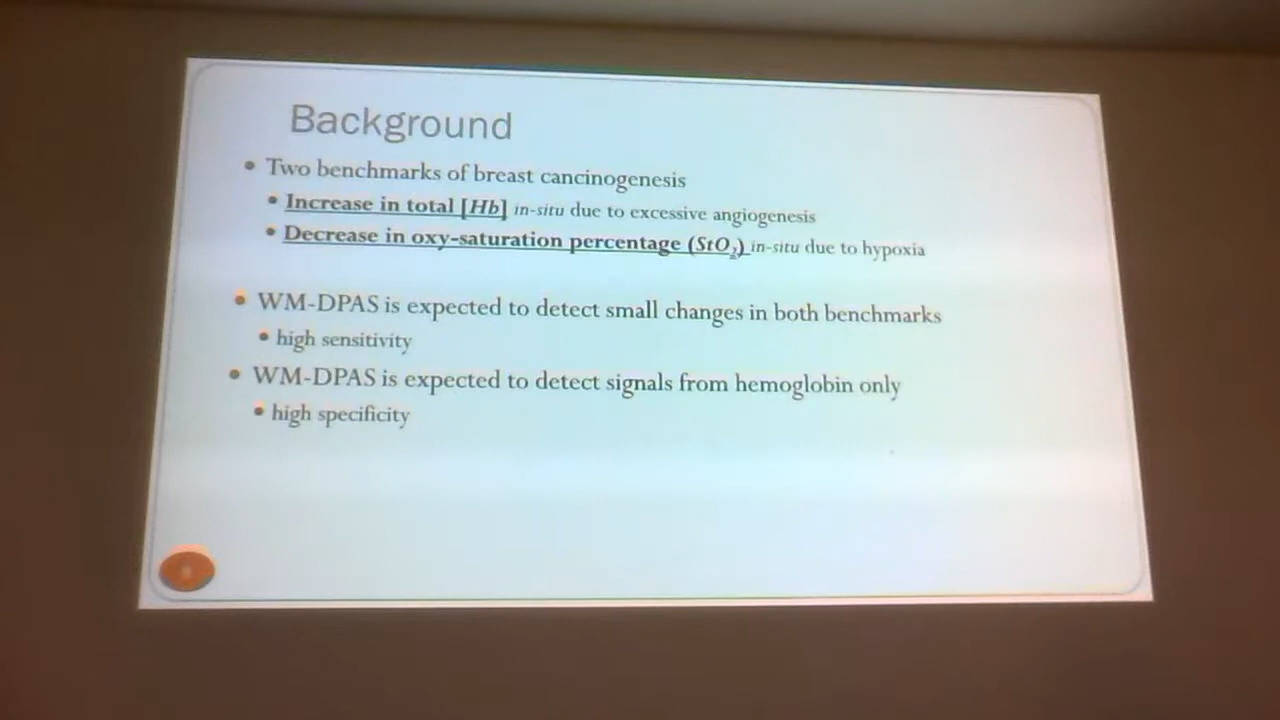 Background
• Two benchmarks of breast cancinogenesis
• Increase in total [Hb] in-situ due to excessive angiogenesis
• Decrease in oxy-saturation percentage (StO₂) in-situ due to hypoxia
• WM-DPAS is expected to detect small changes in both benchmarks
• high sensitivity
• WM-DPAS is expected to detect signals from hemoglobin only
• high specificity